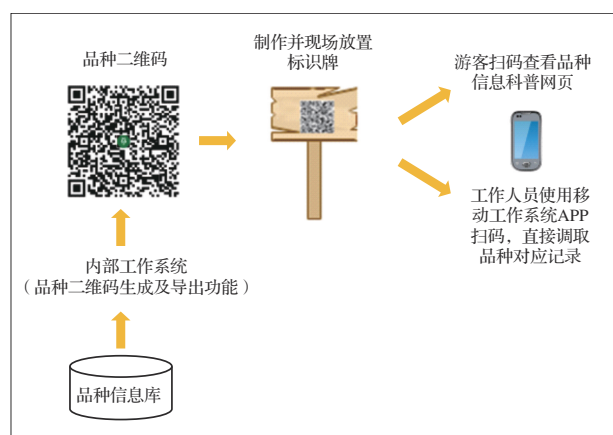 品种二维码
制作并现场放置
标识牌
游客扫码查看品种
信息科普网页
工作人员使用移
动工作系统APP
扫码，直接调取
品种对应记录
内部工作系统
（品种二维码生成及导出功能）
品种信息库